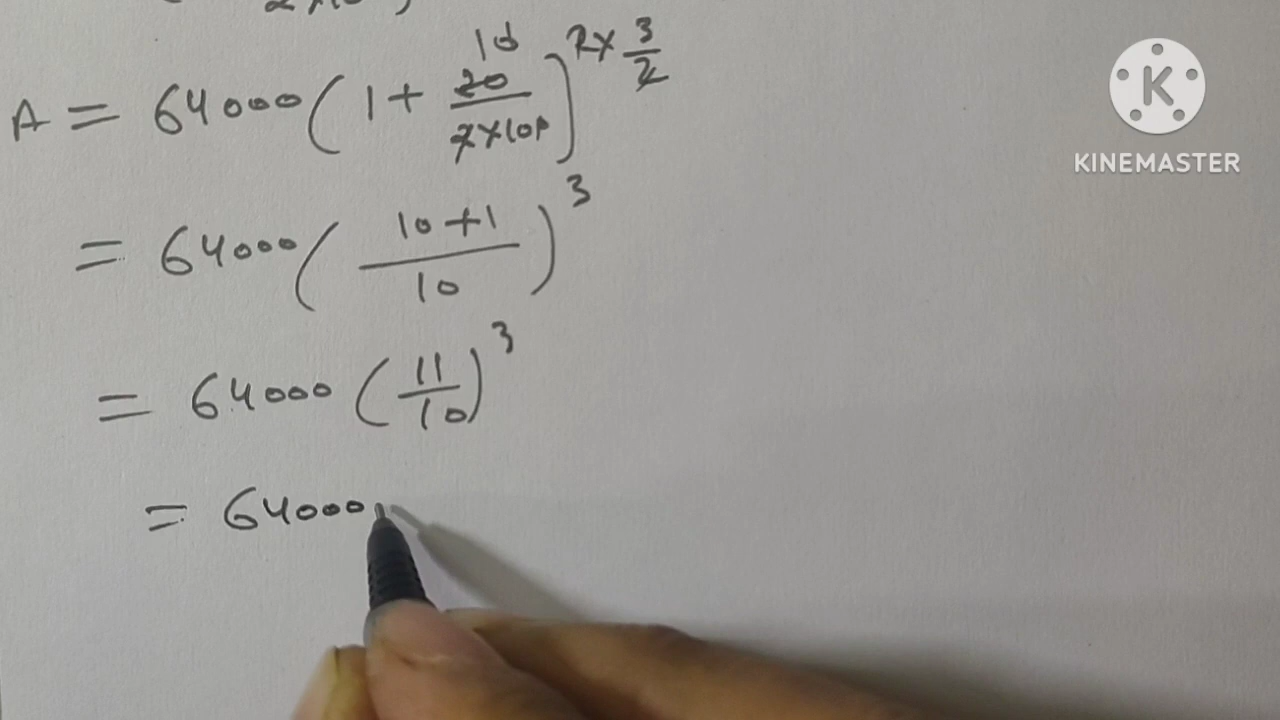 A = 64000 ( 1 + 20/2×100 ) 2×3/2
10
= 64000 ( 10+1/10 )3
= 64000 ( 11/10 )3
= 64000
K
KINEMASTER